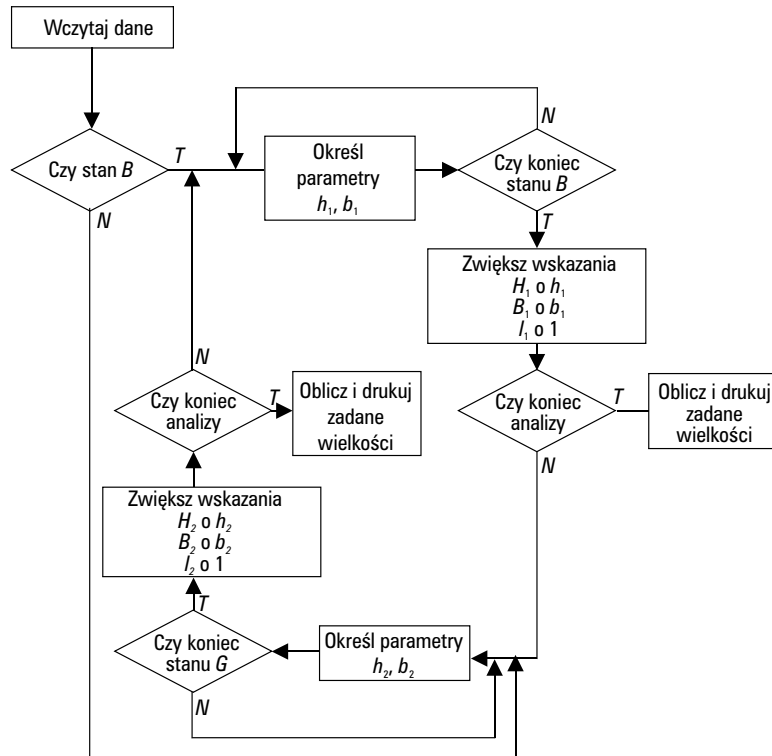 Wczytaj dane
Czy stan B
T
N
Określ
parametry
h₁, b₁
N
Czy koniec
stanu B
T
Zwiększ wskazania
H₁ o h₁
B₁ o b₁
I₁ o 1
Czy koniec
analizy
T
N
Oblicz i drukuj
zadane
wielkości
N
Czy koniec
analizy
T
Oblicz i drukuj
zadane
wielkości
Zwiększ wskazania
H₂ o h₂
B₂ o b₂
I₂ o 1
T
Czy koniec
stanu G
N
Określ parametry
h₂, b₂